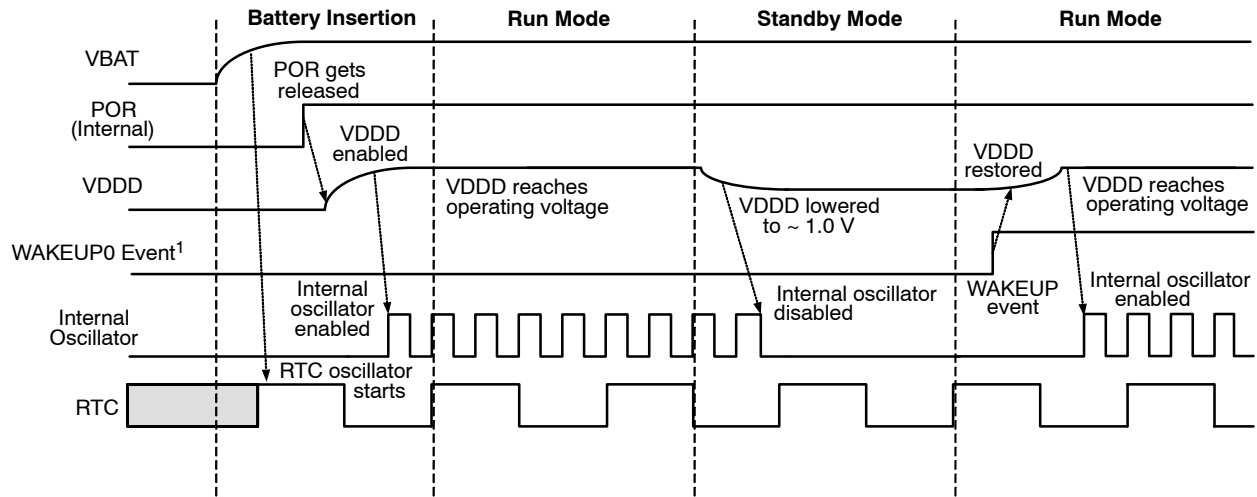 Battery Insertion
Run Mode
Standby Mode
Run Mode
VBAT
POR gets
released
POR
(Internal)
VDDD
enabled
VDDD
restored
VDDD
VDDD reaches
operating voltage
VDDD lowered
to ~ 1.0 V
VDDD reaches
operating voltage
WAKEUP0 Event1
Internal
oscillator
enabled
Internal oscillator
disabled
WAKEUP
event
Internal oscillator
enabled
Internal
Oscillator
RTC oscillator
starts
RTC